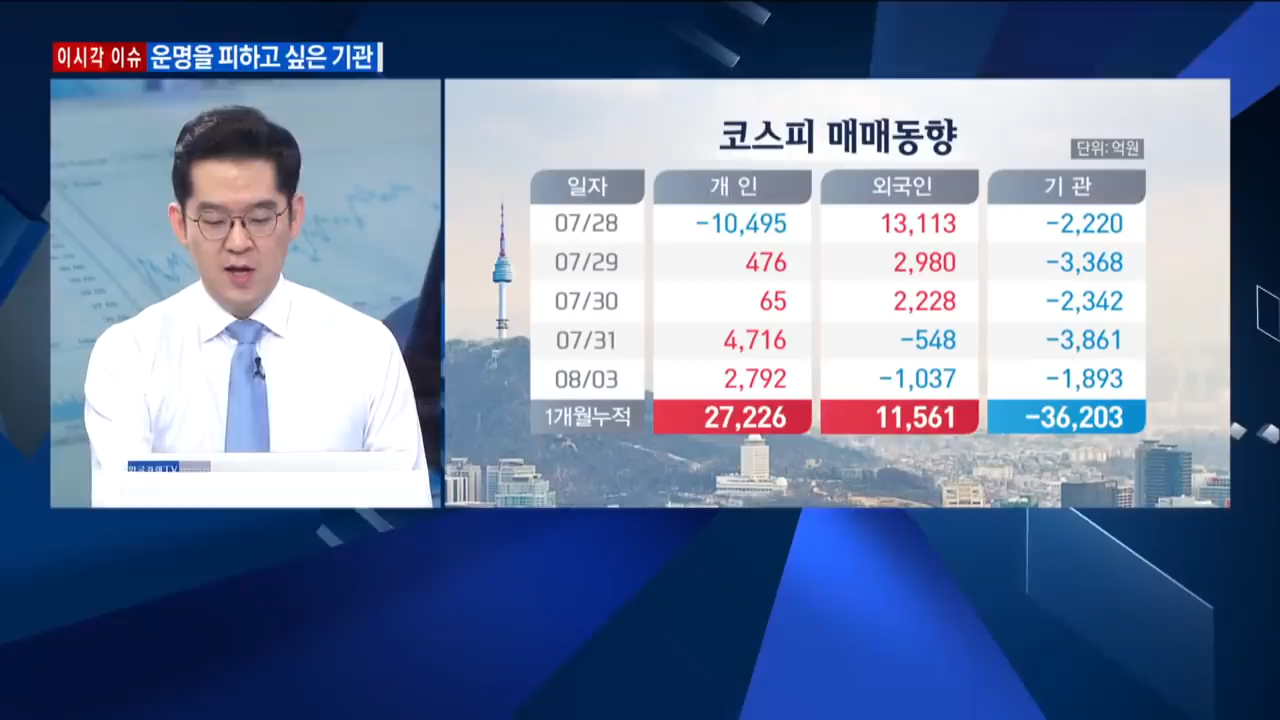 이시각 이슈 운명을 피하고 싶은 기관
코스피 매매동향
단위: 억원
일자 개 인 외국인 기 관
07/28 -10,495 13,113 -2,220
07/29 476 2,980 -3,368
07/30 65 2,228 -2,342
07/31 4,716 -548 -3,861
08/03 2,792 -1,037 -1,893
1개월누적 27,226 11,561 -36,203